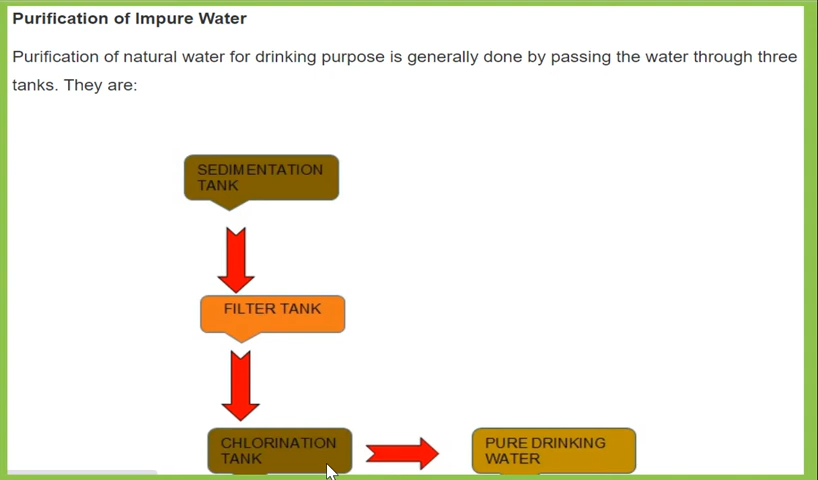 Purification of Impure Water
Purification of natural water for drinking purpose is generally done by passing the water through three
tanks. They are:
SEDIMENTATION
TANK
FILTER TANK
CHLORINATION
TANK
PURE DRINKING
WATER